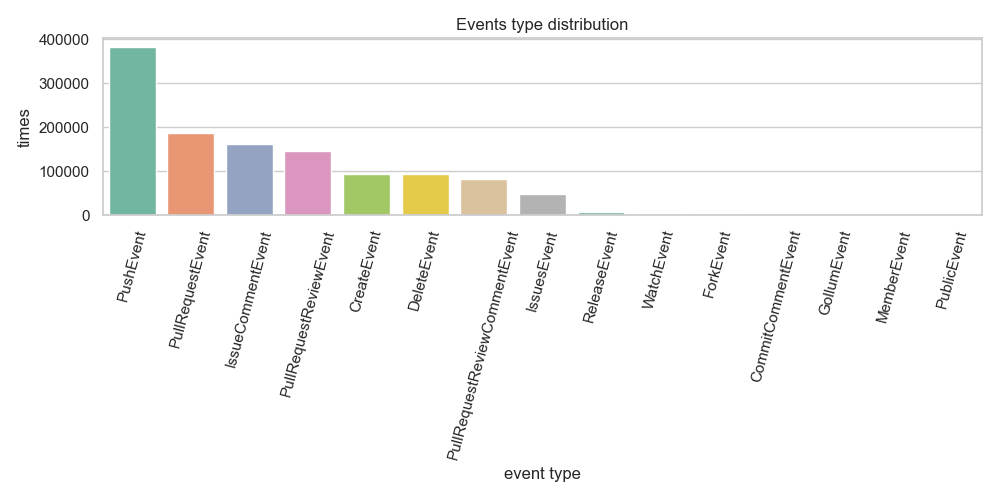 Events type distribution
400000
300000
200000
100000
0
times
PushEvent
PullRequestEvent
IssueCommentEvent
PullRequestReviewEvent
CreateEvent
DeleteEvent
PullRequestReviewCommentEvent
IssuesEvent
ReleaseEvent
WatchEvent
ForkEvent
CommitCommentEvent
GollumEvent
MemberEvent
PublicEvent
event type